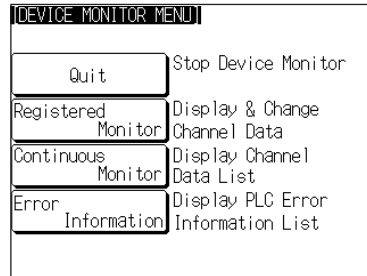 [DEVICE MONITOR MENU]
Quit
Stop Device Monitor
Registered
Monitor
Display & Change
Channel Data
Continuous
Monitor
Display Channel
Data List
Error
Information
Display PLC Error
Information List